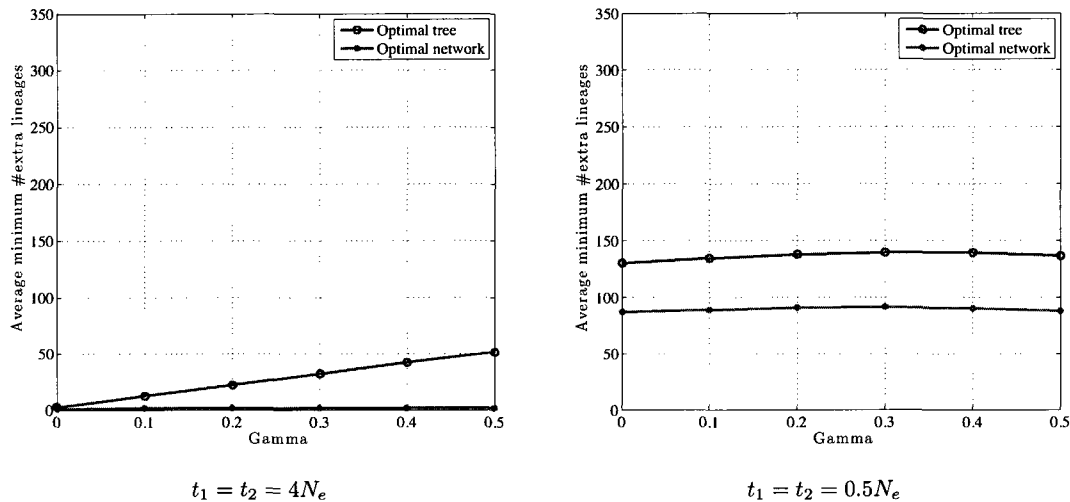 350
300
250
200
150
100
50
0
Average minimum #extra lineages
Optimal tree
Optimal network
0 0.1 0.2 0.3 0.4 0.5
Gamma
t₁ = t₂ = 4Nₑ
350
300
250
200
150
100
50
0
Average minimum #extra lineages
Optimal tree
Optimal network
0 0.1 0.2 0.3 0.4 0.5
Gamma
t₁ = t₂ = 0.5Nₑ